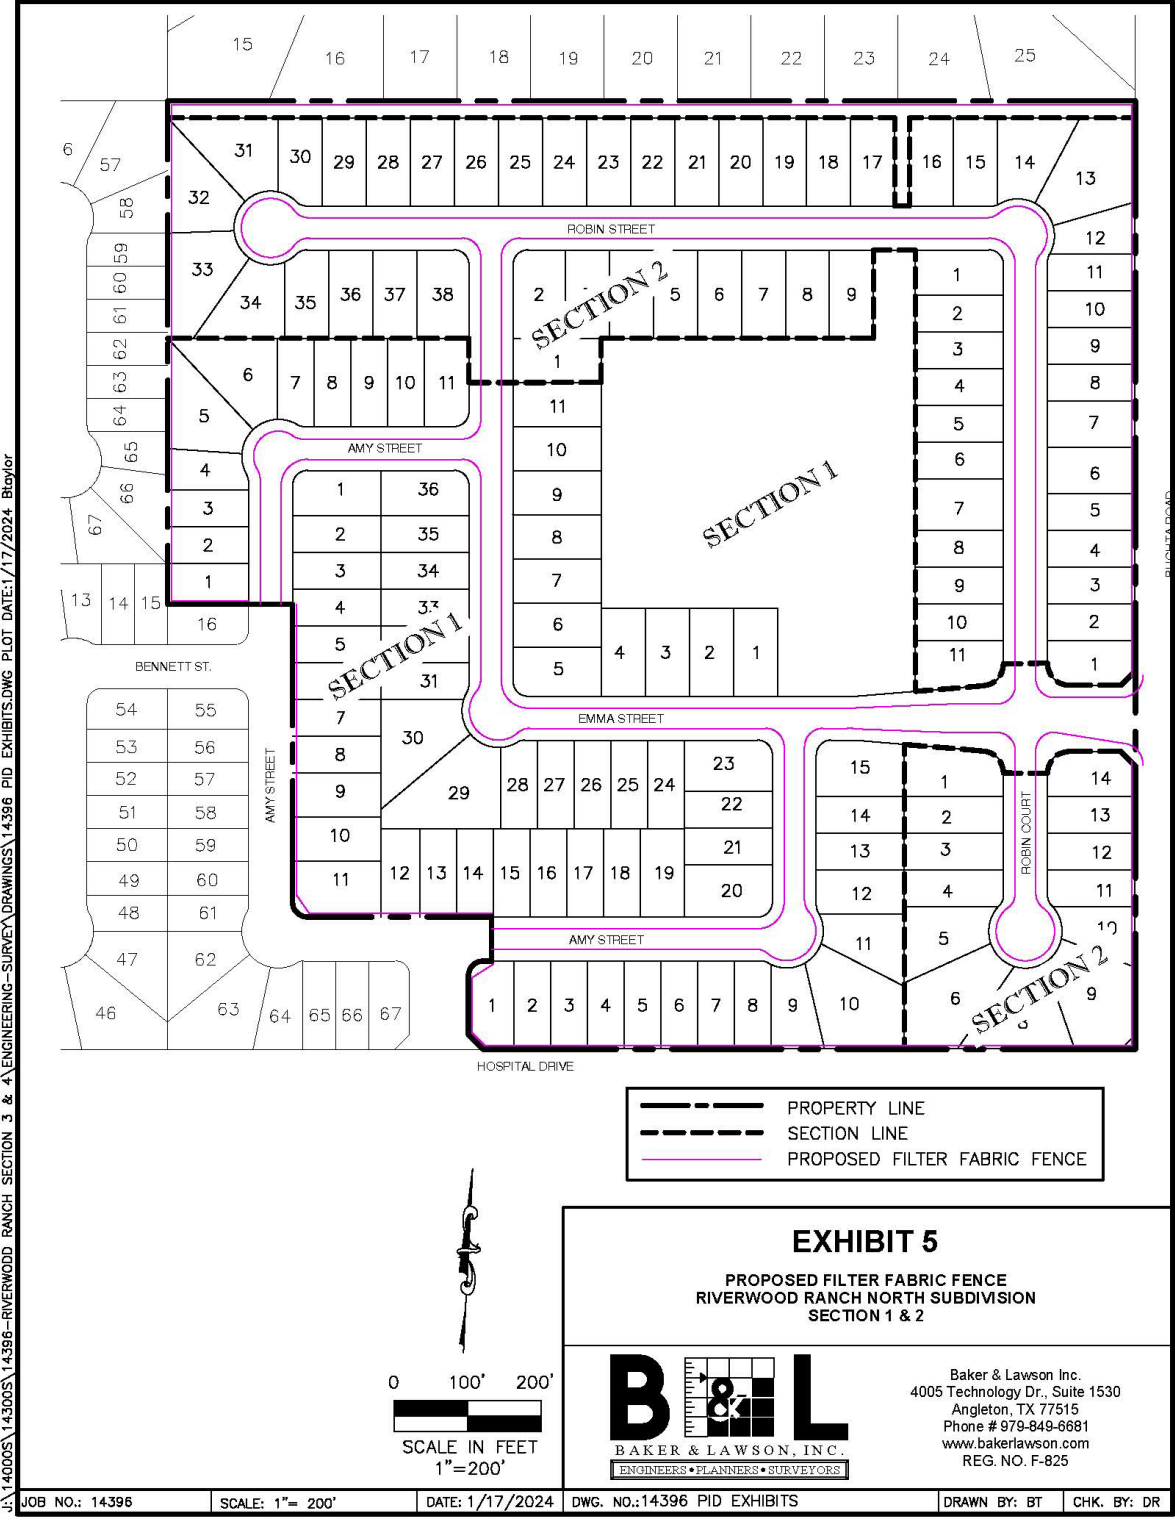 15 16 17 18 19 20 21 22 23 24 25
6 57
58
59
60
61
62
63
64
65
66
67
13 14 15
16
31 30 29 28 27 26 25 24 23 22 21 20 19 18 17 16 15 14
13
32
ROBIN STREET
12
33
34 35 36 37 38
2 5 6 7 8 9
SECTION 2
1
1
2
3
4
5
6
7
8
9
10
11
11
10
9
8
7
6
5
4
3
2
1
6 7 8 9 10 11
5
4
3
2
1
AMY STREET
11
10
9
8
7
6
5
4 3 2 1
SECTION 1
1 36
2 35
3 34
4 33
5
SECTION 1
31
7
30
8
9
10
11
29 28 27 26 25 24
23
22
21
20
12 13 14 15 16 17 18 19
EMMA STREET
BENNETT ST.
54 55
53 56
52 57
51 58
50 59
49 60
48 61
47 62
46 63 64 65 66 67
AMY STREET
15
14
13
12
11
10
1
2
3
4
5
6
ROBIN COURT
14
13
12
11
10
9
8
SECTION 2
AMY STREET
1 2 3 4 5 6 7 8 9
HOSPITAL DRIVE
PROPERTY LINE
SECTION LINE
PROPOSED FILTER FABRIC FENCE
EXHIBIT 5
PROPOSED FILTER FABRIC FENCE
RIVERWOOD RANCH NORTH SUBDIVISION
SECTION 1 & 2
0 100' 200'
SCALE IN FEET
1"=200'
B & L
BAKER & LAWSON, INC.
ENGINEERS • PLANNERS • SURVEYORS
Baker & Lawson Inc.
4005 Technology Dr., Suite 1530
Angleton, TX 77515
Phone # 979-849-6681
www.bakerlawson.com
REG. NO. F-825
JOB NO.: 14396 SCALE: 1"= 200' DATE: 1/17/2024 DWG. NO.:14396 PID EXHIBITS DRAWN BY: BT CHK. BY: DR
J:\14000S\14300S\14396-RIVERWODD RANCH SECTION 3 & 4\ENGINEERING-SURVEY\DRAWINGS\14396 PID EXHIBITS.DWG PLOT DATE:1/17/2024 Btaylor